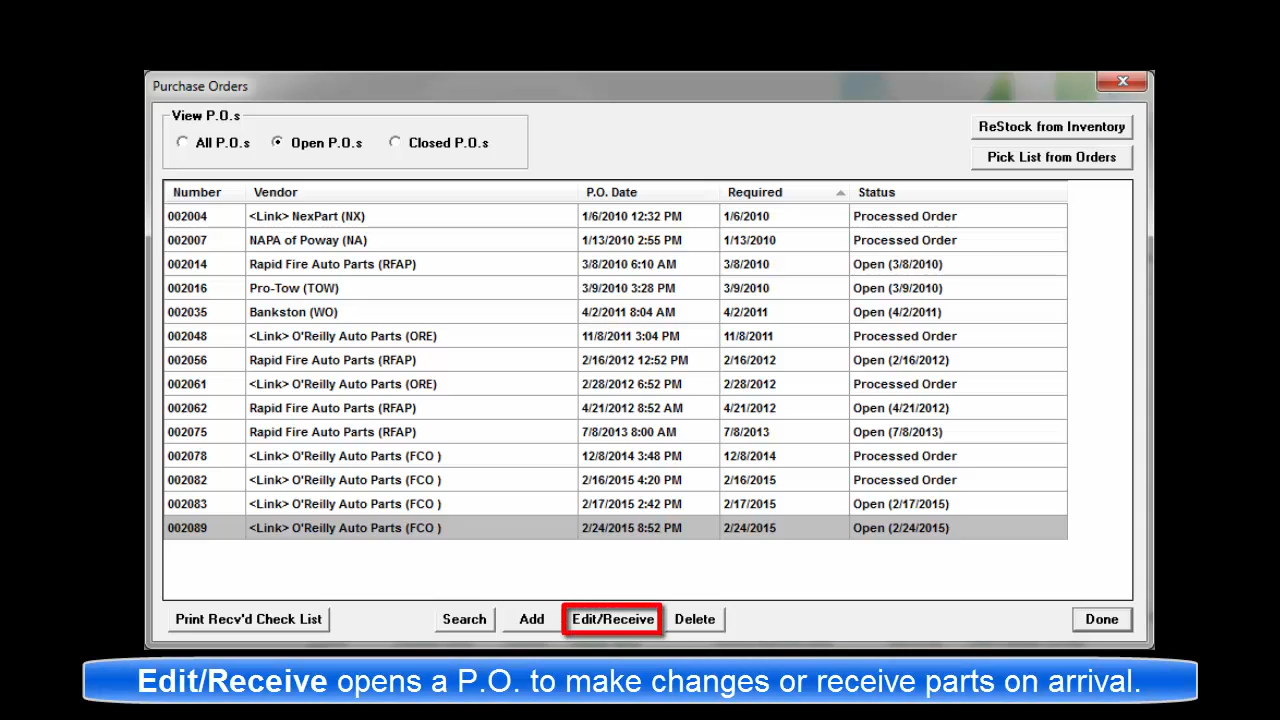 Purchase Orders
View P.O.s
All P.O.s Open P.O.s Closed P.O.s
ReStock from Inventory
Pick List from Orders
Number Vendor P.O. Date Required Status
002004 <Link> NexPart (NX) 1/6/2010 12:32 PM 1/6/2010 Processed Order
002007 NAPA of Poway (NA) 1/13/2010 2:55 PM 1/13/2010 Processed Order
002014 Rapid Fire Auto Parts (RFAP) 3/8/2010 6:10 AM 3/8/2010 Open (3/8/2010)
002016 Pro-Tow (TOW) 3/9/2010 3:28 PM 3/9/2010 Open (3/9/2010)
002035 Bankston (WO) 4/2/2011 8:04 AM 4/2/2011 Open (4/2/2011)
002048 <Link> O'Reilly Auto Parts (ORE) 11/8/2011 3:04 PM 11/8/2011 Processed Order
002056 Rapid Fire Auto Parts (RFAP) 2/16/2012 12:52 PM 2/16/2012 Open (2/16/2012)
002061 <Link> O'Reilly Auto Parts (ORE) 2/28/2012 6:52 PM 2/28/2012 Processed Order
002062 Rapid Fire Auto Parts (RFAP) 4/21/2012 8:52 AM 4/21/2012 Open (4/21/2012)
002075 Rapid Fire Auto Parts (RFAP) 7/8/2013 8:00 AM 7/8/2013 Open (7/8/2013)
002078 <Link> O'Reilly Auto Parts (FCO ) 12/8/2014 3:48 PM 12/8/2014 Processed Order
002082 <Link> O'Reilly Auto Parts (FCO ) 2/16/2015 4:20 PM 2/16/2015 Processed Order
002083 <Link> O'Reilly Auto Parts (FCO ) 2/17/2015 2:42 PM 2/17/2015 Open (2/17/2015)
002089 <Link> O'Reilly Auto Parts (FCO ) 2/24/2015 8:52 PM 2/24/2015 Open (2/24/2015)
Print Recv'd Check List Search Add Edit/Receive Delete Done
Edit/Receive opens a P.O. to make changes or receive parts on arrival.